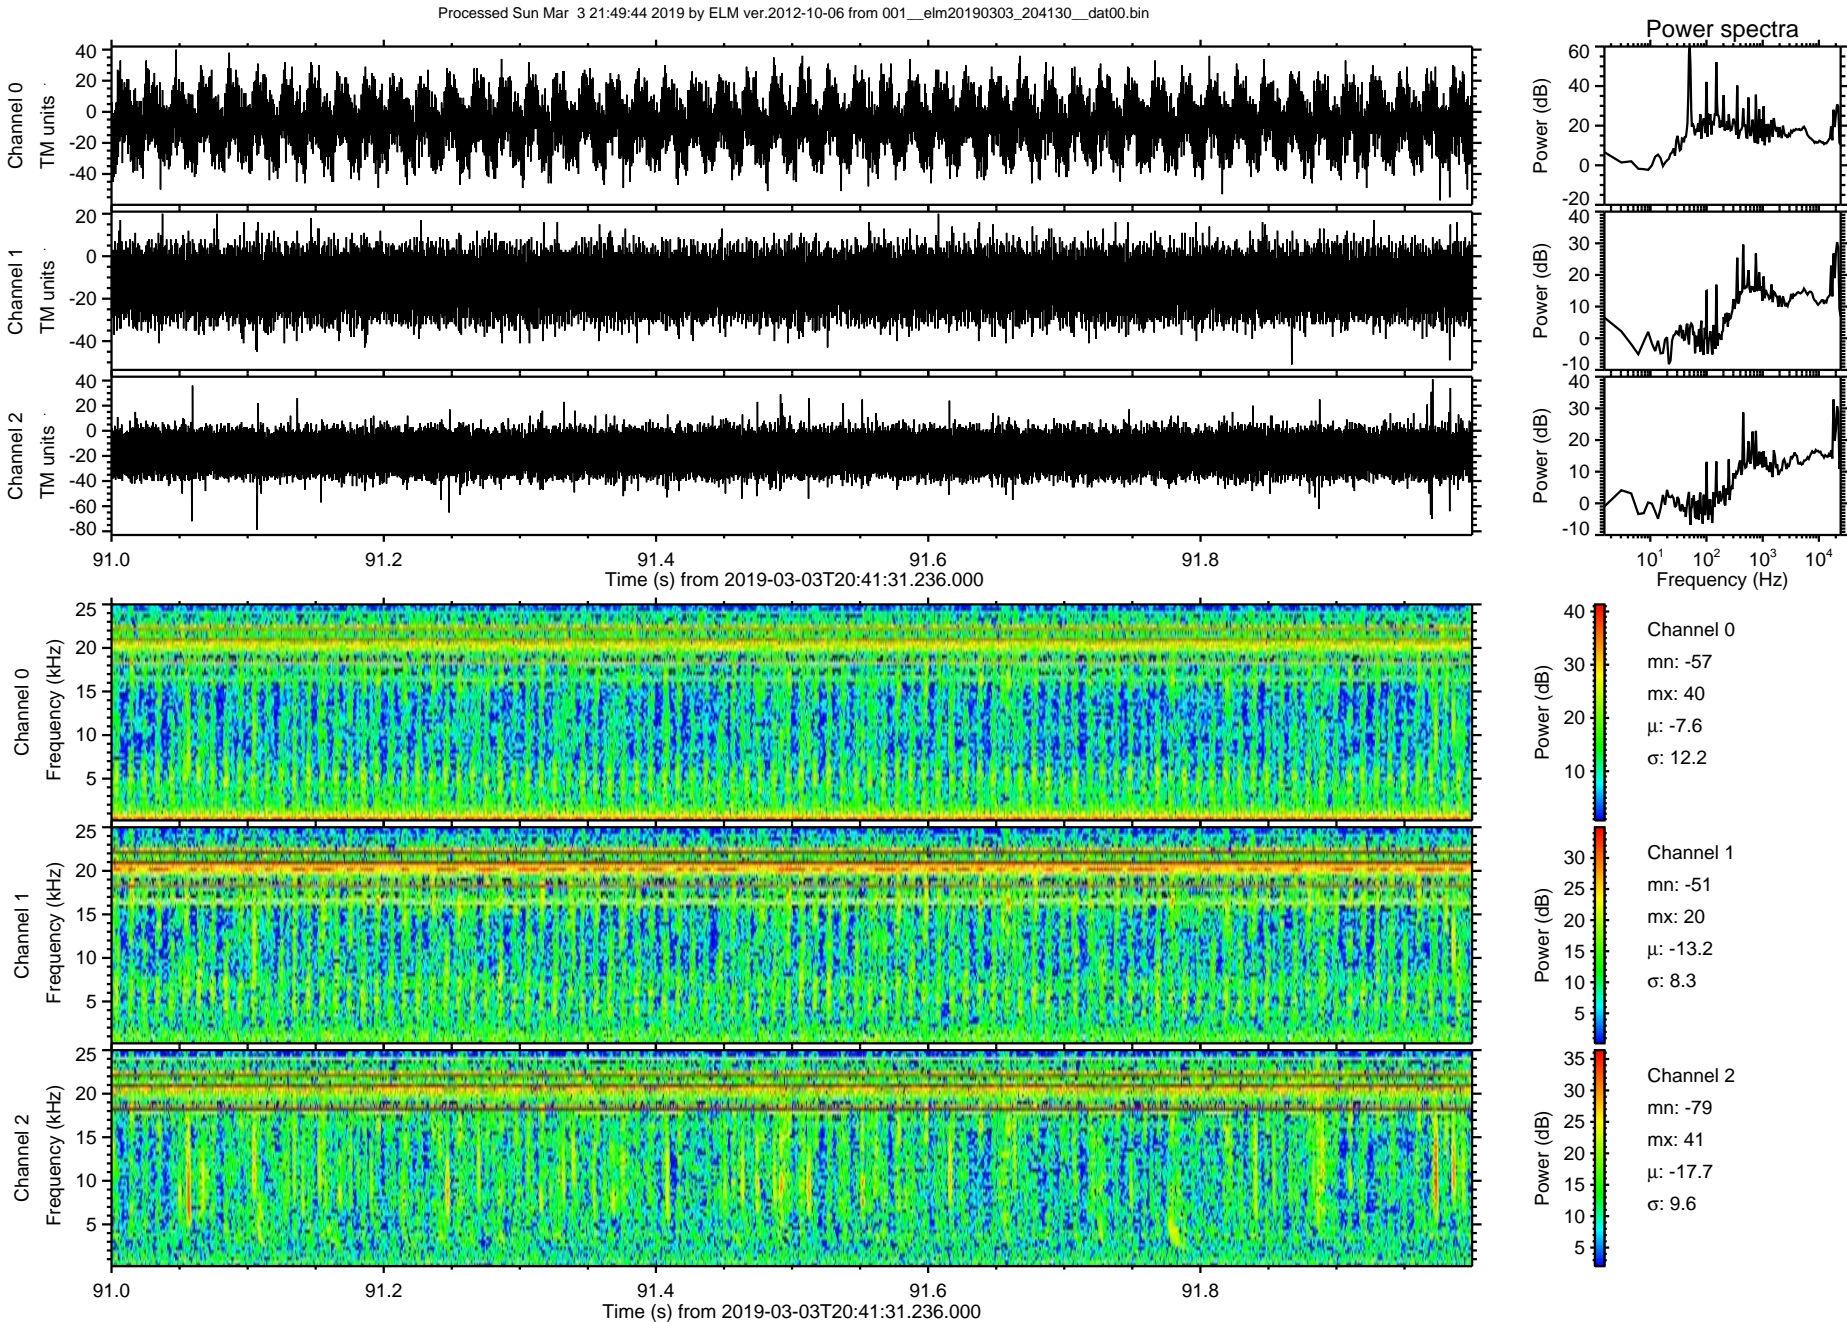 Processed Sun Mar 3 21:49:44 2019 by ELM ver.2012-10-06 from 001__elm20190303_204130__dat00.bin
Power spectra
Channel 0
TM units
40
20
0
-20
-40
Power (dB)
60
40
20
0
-20
Channel 1
TM units
20
0
-20
-40
Power (dB)
40
30
20
10
0
-10
Channel 2
TM units
40
20
0
-20
-40
-60
-80
Power (dB)
40
30
20
10
0
-10
91.0 91.2 91.4 91.6 91.8
Time (s) from 2019-03-03T20:41:31.236.000
10¹ 10² 10³ 10⁴
Frequency (Hz)
Channel 0
Frequency (kHz)
25
20
15
10
5
Power (dB)
40
30
20
10
Channel 0
mn: -57
mx: 40
μ: -7.6
σ: 12.2
Channel 1
Frequency (kHz)
25
20
15
10
5
Power (dB)
30
25
20
15
10
5
Channel 1
mn: -51
mx: 20
μ: -13.2
σ: 8.3
Channel 2
Frequency (kHz)
25
20
15
10
5
Power (dB)
35
30
25
20
15
10
5
Channel 2
mn: -79
mx: 41
μ: -17.7
σ: 9.6
91.0 91.2 91.4 91.6 91.8
Time (s) from 2019-03-03T20:41:31.236.000